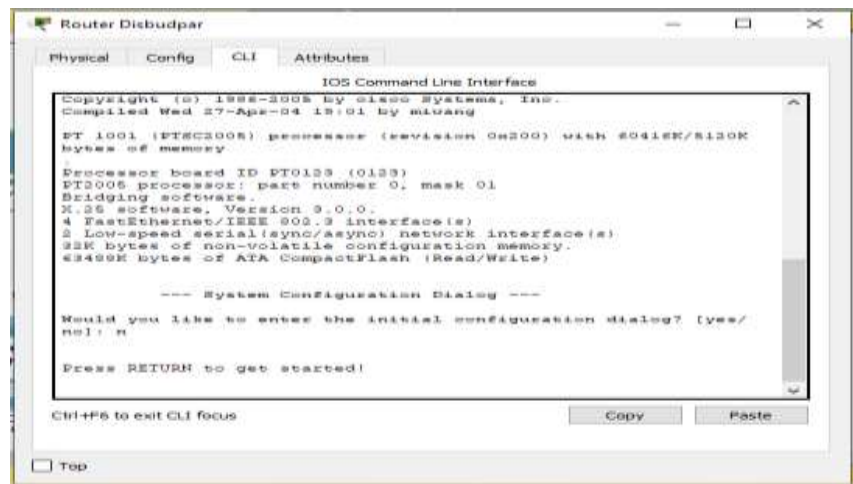 Router Disbudpar
Physical Config CLI Attributes
IOS Command Line Interface
Copyright (c) 1986-2005 by cisco Systems, Inc.
Compiled Wed 27-Apr-04 19:01 by miwang
PT 1001 (PTSC2005) processor (revision 0x200) with 60416K/5120K
bytes of memory
.
Processor board ID PT0123 (0123)
PT2005 processor: part number 0, mask 01
Bridging software.
X.25 software, Version 3.0.0.
4 FastEthernet/IEEE 802.3 interface(s)
2 Low-speed serial(sync/async) network interface(s)
32K bytes of non-volatile configuration memory.
63488K bytes of ATA CompactFlash (Read/Write)
--- System Configuration Dialog ---
Would you like to enter the initial configuration dialog? [yes/
no]: n
Press RETURN to get started!
Ctrl+F6 to exit CLI focus
Copy Paste
Top